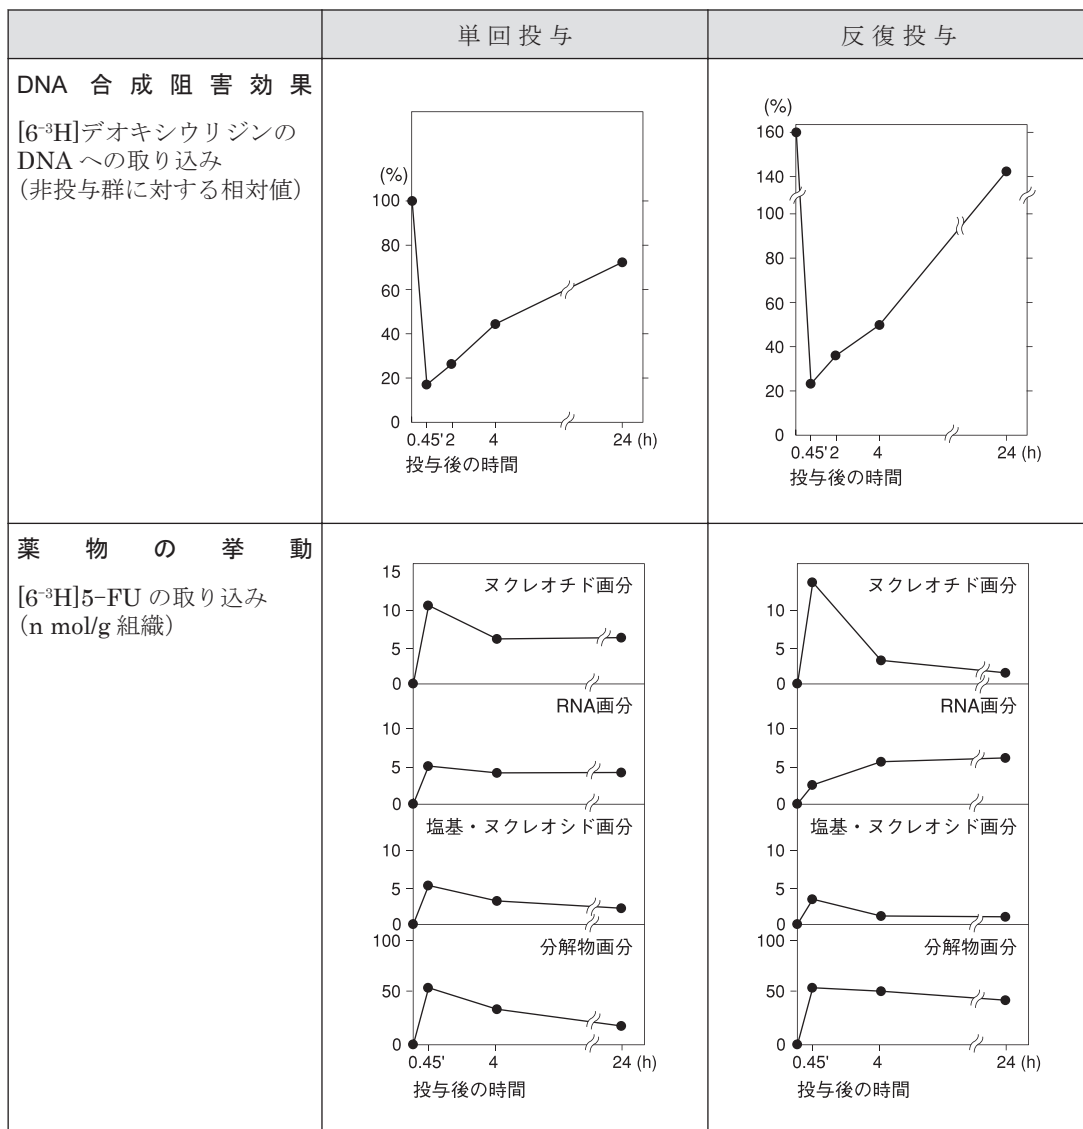 単回投与
反復投与
DNA 合成阻害効果
[6-³H]デオキシウリジンの
DNA への取り込み
(非投与群に対する相対値)
(%)
100
80
60
40
20
0
0.45' 2 4 24 (h)
投与後の時間
(%)
160
140
100
80
60
40
20
0
0.45' 2 4 24 (h)
投与後の時間
薬物の挙動
[6-³H]5-FU の取り込み
(n mol/g 組織)
ヌクレオチド画分
15
10
5
0
RNA画分
10
5
0
塩基・ヌクレオシド画分
10
5
0
分解物画分
100
50
0
0.45' 4 24 (h)
投与後の時間
ヌクレオチド画分
10
5
0
RNA画分
10
5
0
塩基・ヌクレオシド画分
10
5
0
分解物画分
100
50
0
0.45' 4 24 (h)
投与後の時間